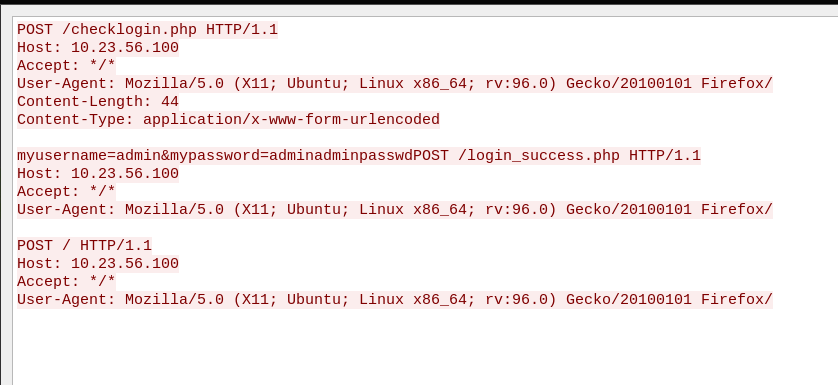 POST /checklogin.php HTTP/1.1
Host: 10.23.56.100
Accept: */*
User-Agent: Mozilla/5.0 (X11; Ubuntu; Linux x86_64; rv:96.0) Gecko/20100101 Firefox/
Content-Length: 44
Content-Type: application/x-www-form-urlencoded
myusername=admin&mypassword=adminadminpasswdPOST /login_success.php HTTP/1.1
Host: 10.23.56.100
Accept: */*
User-Agent: Mozilla/5.0 (X11; Ubuntu; Linux x86_64; rv:96.0) Gecko/20100101 Firefox/
POST / HTTP/1.1
Host: 10.23.56.100
Accept: */*
User-Agent: Mozilla/5.0 (X11; Ubuntu; Linux x86_64; rv:96.0) Gecko/20100101 Firefox/